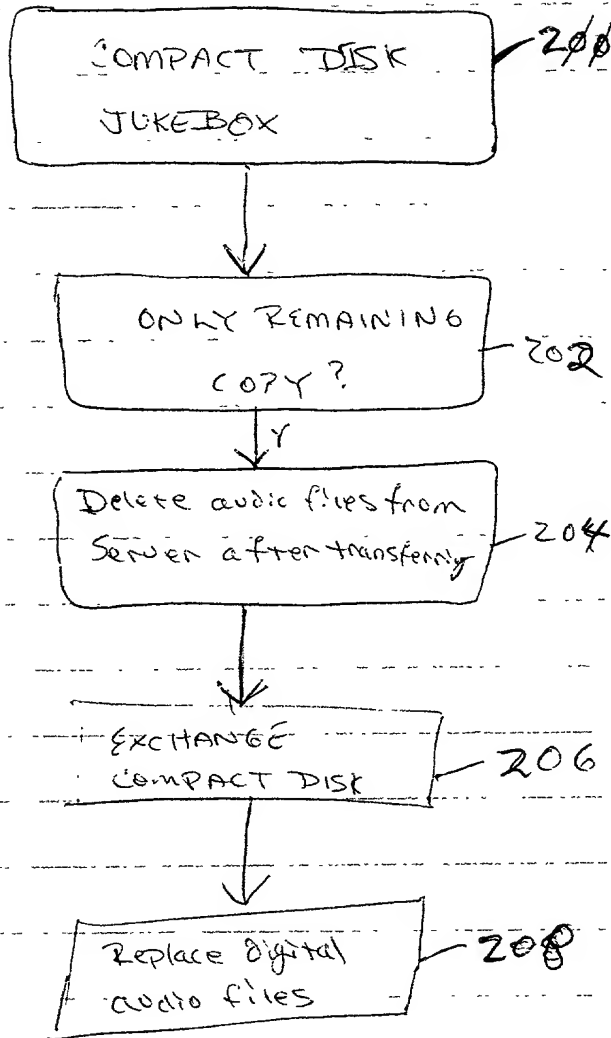 COMPACT DISK
JUKEBOX
200
ONLY REMAINING
COPY?
202
Y
Delete audio files from
Server after transferrig
204
EXCHANGE
COMPACT DISK
206
Replace digital
audio files
208